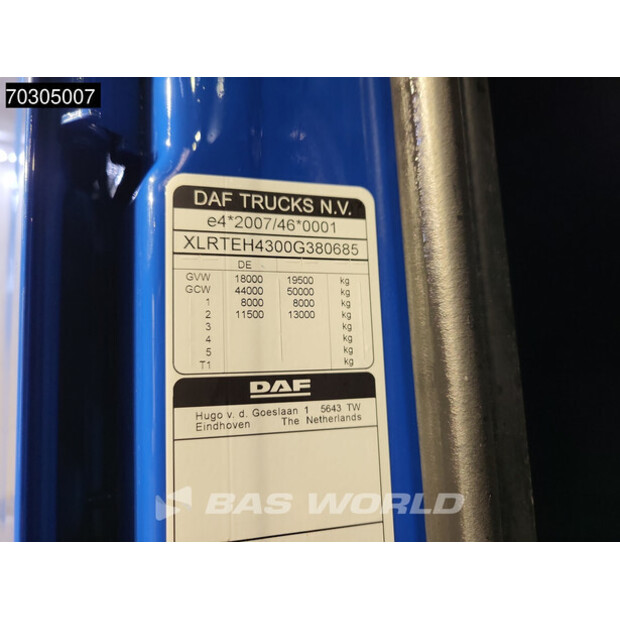 70305007
DAF TRUCKS N.V.
e4*2007/46*0001
XLRTEH4300G380685
DE
GVW 18000 19500 kg
GCW 44000 50000 kg
1 8000 8000 kg
2 11500 13000 kg
3 kg
4 kg
5 kg
T1 kg
DAF
Hugo v. d. Goeslaan 1 5643 TW
Eindhoven The Netherlands
BAS WORLD